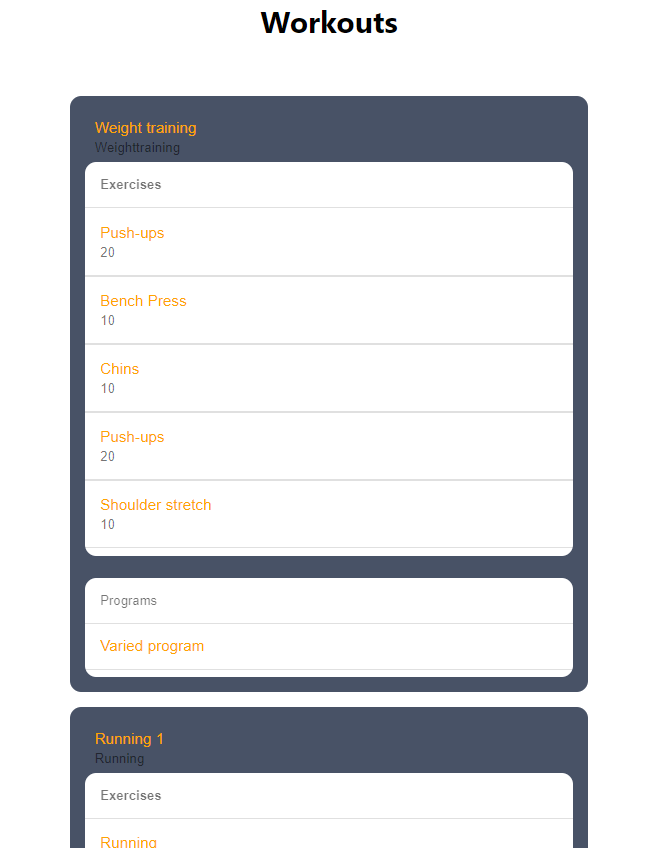 Workouts
Weight training
Weighttraining
Exercises
Push-ups
20
Bench Press
10
Chins
10
Push-ups
20
Shoulder stretch
10
Programs
Varied program
Running 1
Running
Exercises
Running